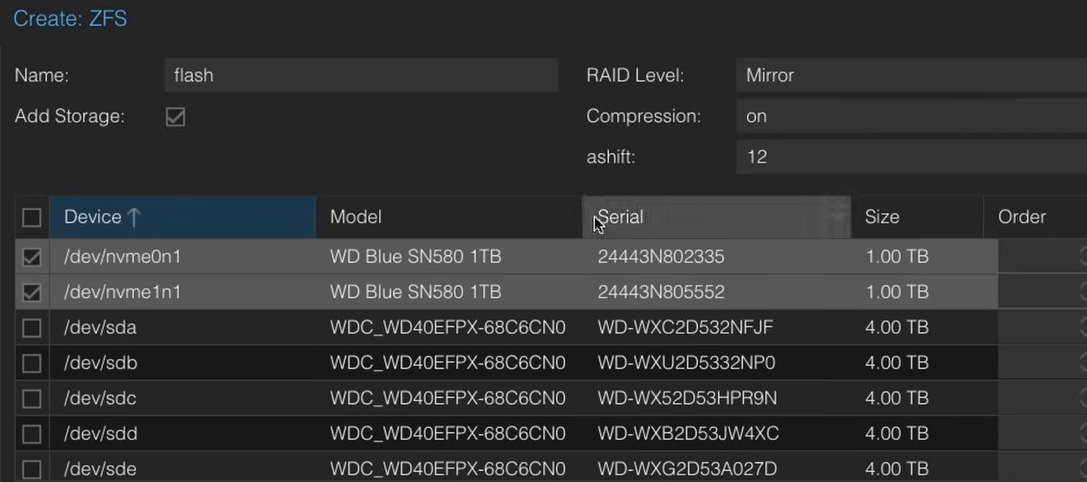 Create: ZFS
Name: flash RAID Level: Mirror
Add Storage: Compression: on
ashift: 12
Device Model Serial Size Order
/dev/nvme0n1 WD Blue SN580 1TB 24443N802335 1.00 TB
/dev/nvme1n1 WD Blue SN580 1TB 24443N805552 1.00 TB
/dev/sda WDC_WD40EFPX-68C6CN0 WD-WXC2D532NFJF 4.00 TB
/dev/sdb WDC_WD40EFPX-68C6CN0 WD-WXU2D5332NP0 4.00 TB
/dev/sdc WDC_WD40EFPX-68C6CN0 WD-WX52D53HPR9N 4.00 TB
/dev/sdd WDC_WD40EFPX-68C6CN0 WD-WXB2D53JW4XC 4.00 TB
/dev/sde WDC_WD40EFPX-68C6CN0 WD-WXG2D53A027D 4.00 TB